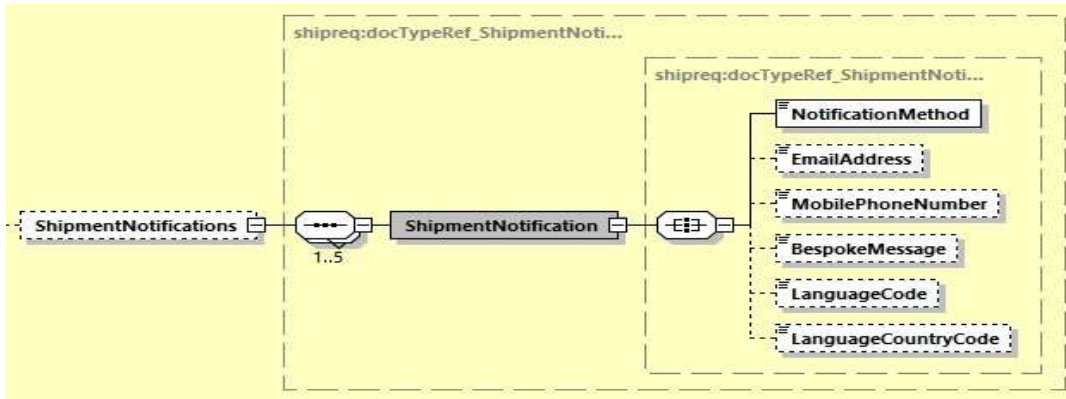 shipreq:docTypeRef_ShipmentNoti...
shipreq:docTypeRef_ShipmentNoti...
NotificationMethod
EmailAddress
MobilePhoneNumber
ShipmentNotifications
ShipmentNotification
1..5
BespokeMessage
LanguageCode
LanguageCountryCode